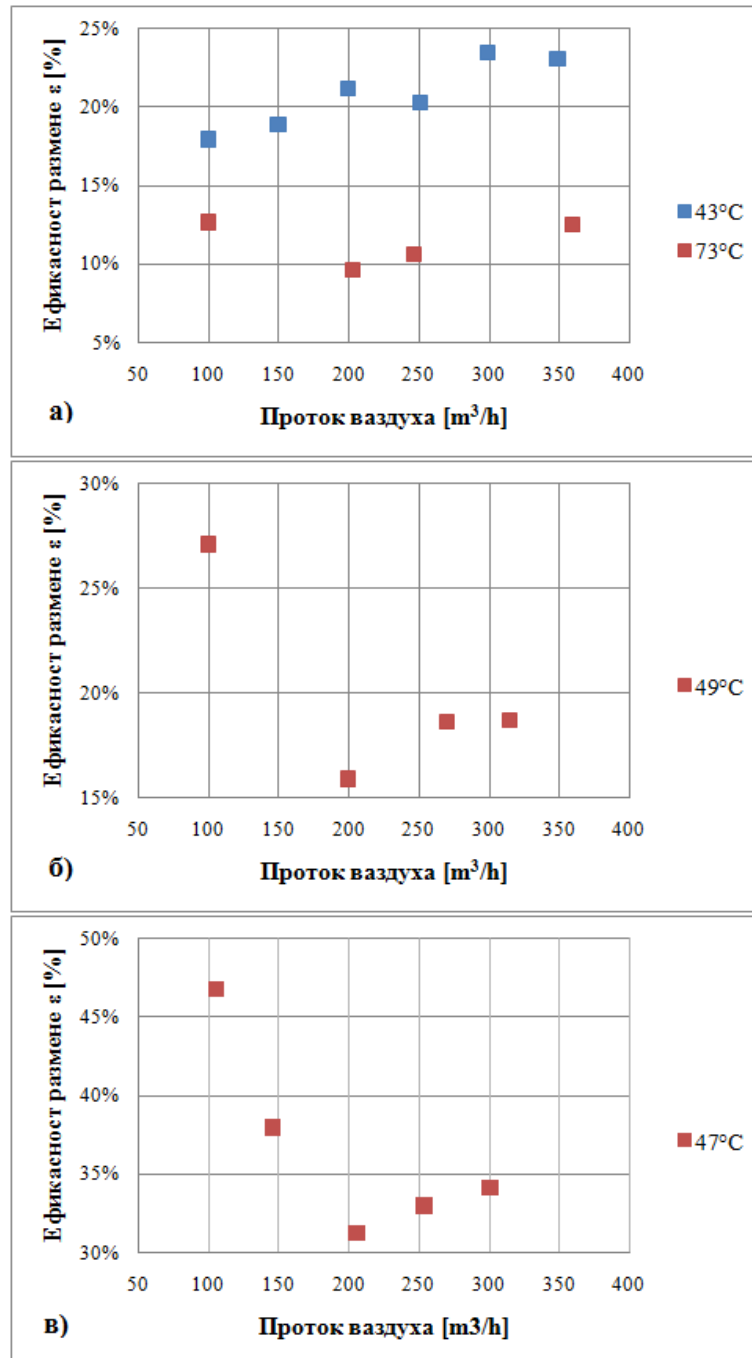 Ефикасност размене ε [%]
25%
20%
15%
10%
5%
50 100 150 200 250 300 350 400
43°C
73°C
а)
Проток ваздуха [m³/h]
Ефикасност размене ε [%]
30%
25%
20%
15%
50 100 150 200 250 300 350 400
49°C
б)
Проток ваздуха [m³/h]
Ефикасност размене ε [%]
50%
45%
40%
35%
30%
50 100 150 200 250 300 350 400
47°C
в)
Проток ваздуха [m3/h]